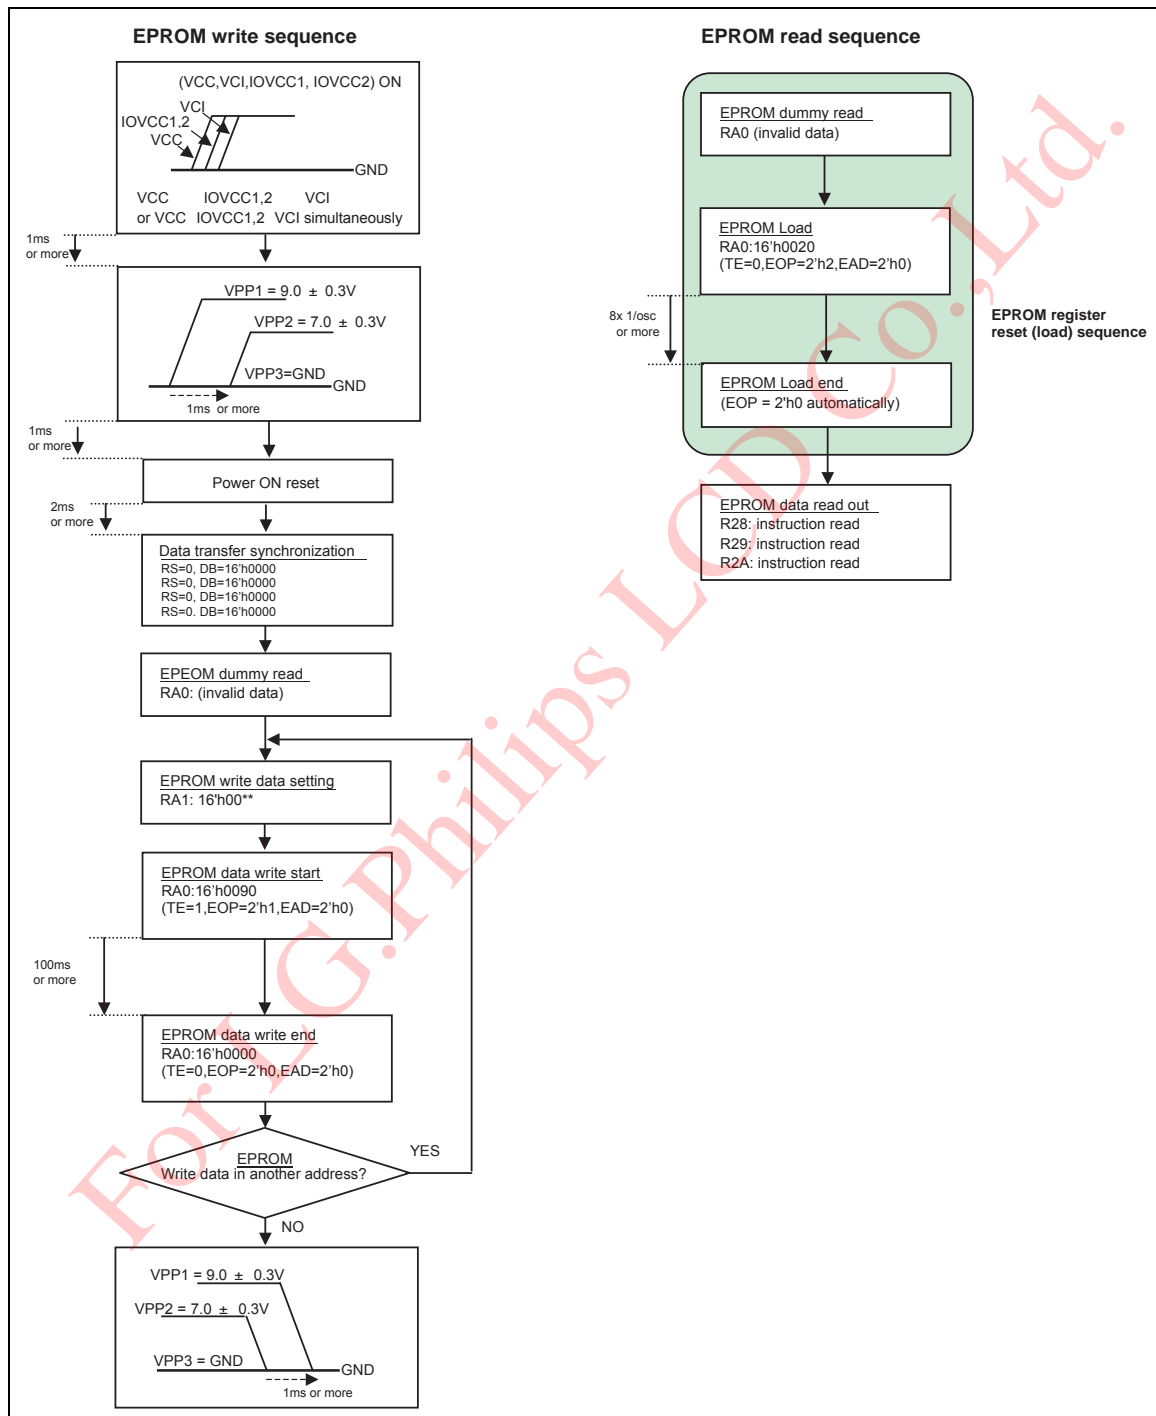 EPROM write sequence
(VCC,VCI,IOVCC1, IOVCC2) ON
VCI
IOVCC1,2
VCC
GND
VCC IOVCC1,2 VCI
or VCC IOVCC1,2 VCI simultaneously
1ms
or more
VPP1 = 9.0 ± 0.3V
VPP2 = 7.0 ± 0.3V
VPP3=GND
GND
1ms or more
1ms
or more
Power ON reset
2ms
or more
Data transfer synchronization
RS=0, DB=16'h0000
RS=0, DB=16'h0000
RS=0, DB=16'h0000
RS=0. DB=16'h0000
EPEOM dummy read
RA0: (invalid data)
EPROM write data setting
RA1: 16'h00**
EPROM data write start
RA0:16'h0090
(TE=1,EOP=2'h1,EAD=2'h0)
100ms
or more
EPROM data write end
RA0:16'h0000
(TE=0,EOP=2'h0,EAD=2'h0)
EPROM
Write data in another address?
YES
NO
VPP1 = 9.0 ± 0.3V
VPP2 = 7.0 ± 0.3V
VPP3 = GND
GND
1ms or more
EPROM read sequence
EPROM dummy read
RA0 (invalid data)
EPROM Load
RA0:16'h0020
(TE=0,EOP=2'h2,EAD=2'h0)
8x 1/osc
or more
EPROM register
reset (load) sequence
EPROM Load end
(EOP = 2'h0 automatically)
EPROM data read out
R28: instruction read
R29: instruction read
R2A: instruction read
For LG.Philips LCD Co.,Ltd.